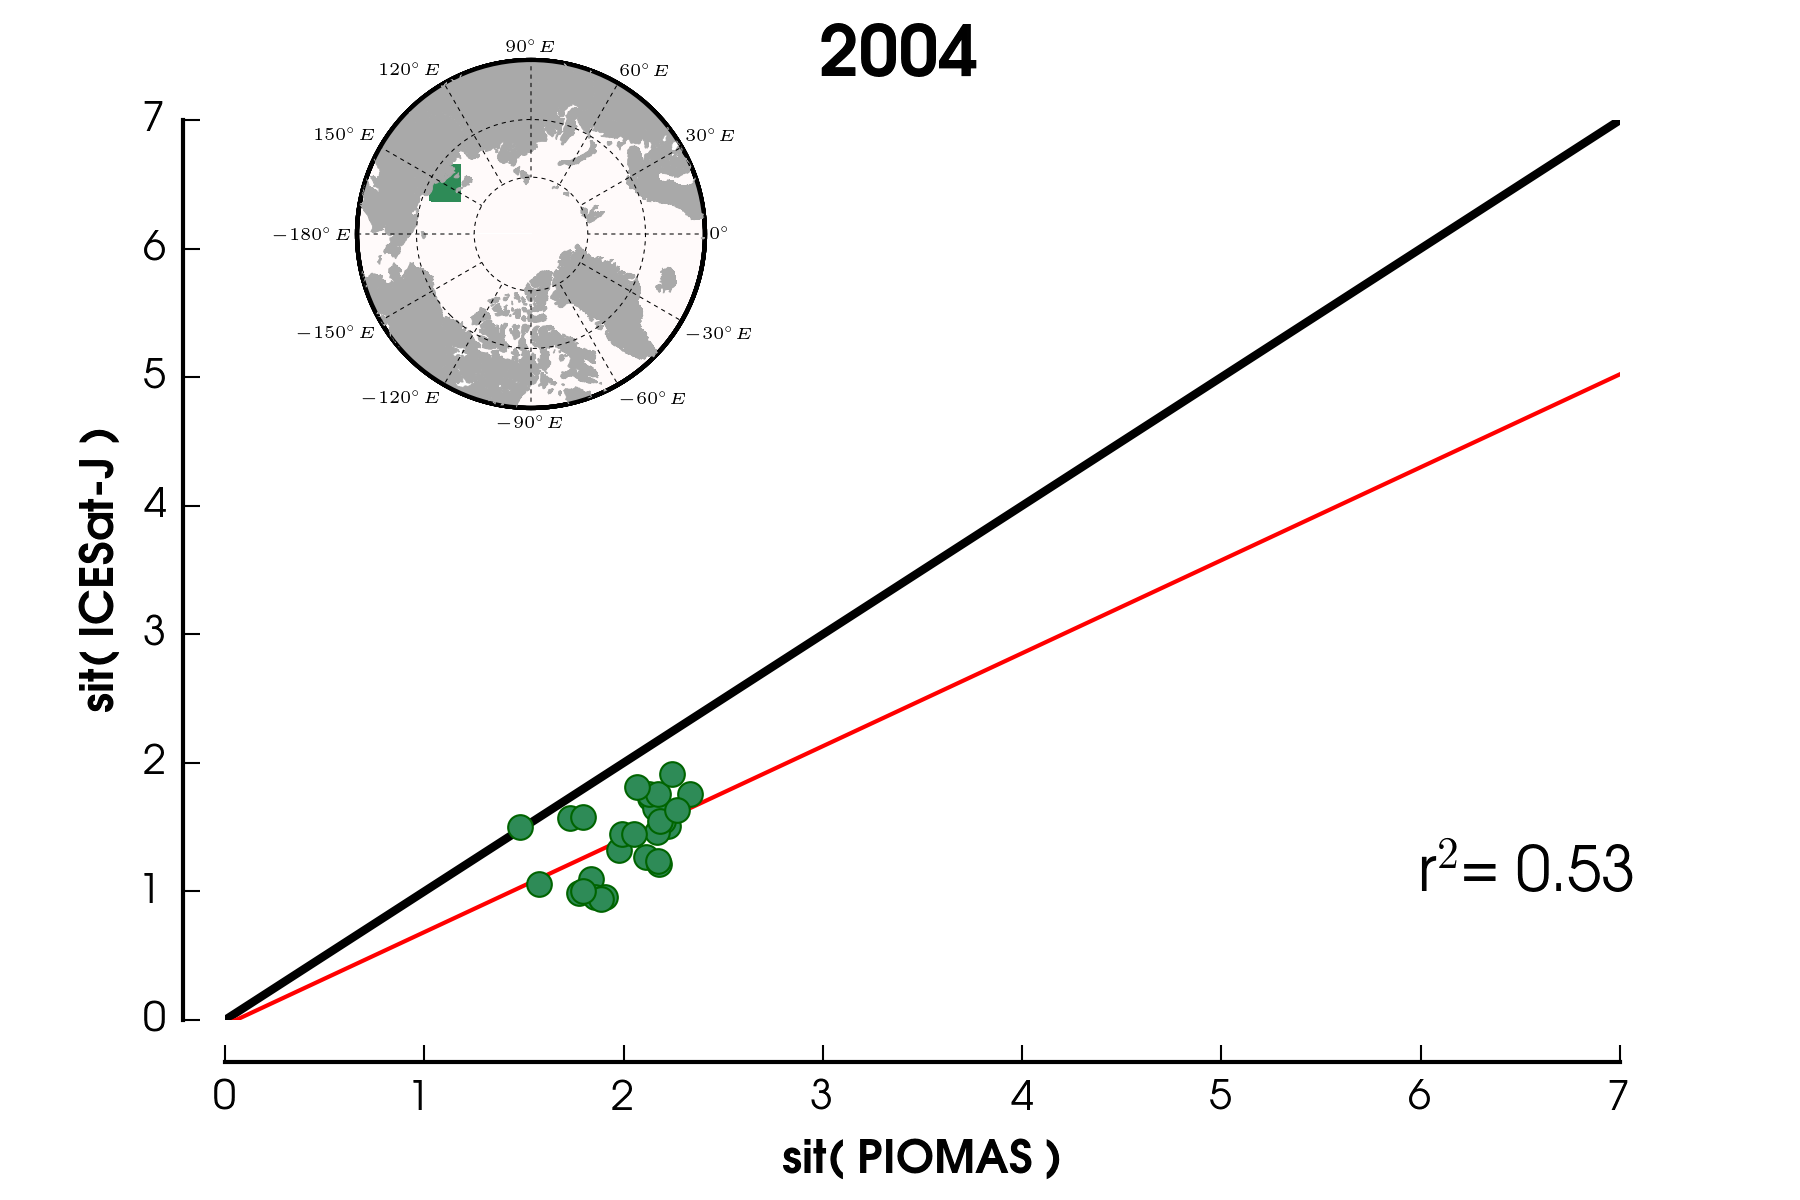 2004
90° E
120° E
60° E
150° E
30° E
−180° E
0°
−150° E
−30° E
−120° E
−60° E
−90° E
7
6
5
4
3
2
1
0
sit( ICESat-J )
r²= 0.53
0 1 2 3 4 5 6 7
sit( PIOMAS )